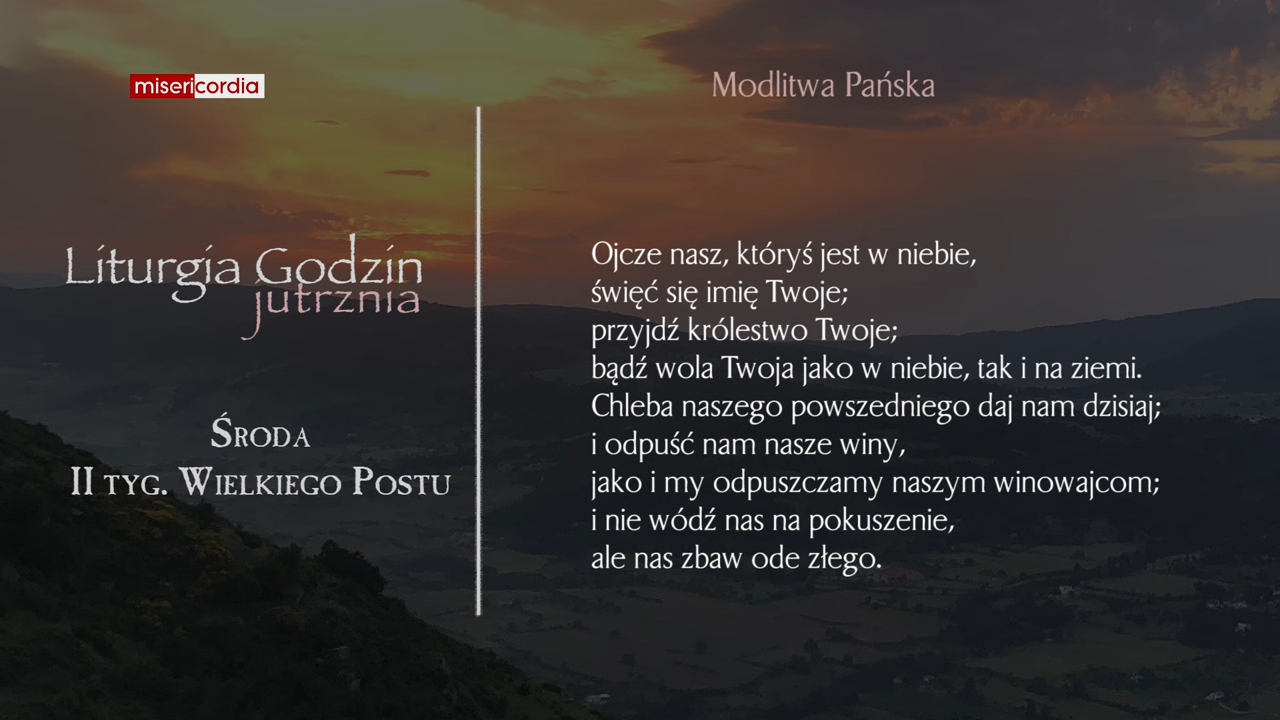 misericordia
Liturgia Godzin
jutrznia
Środa
II tyg. Wielkiego Postu
Modlitwa Pańska
Ojcze nasz, któryś jest w niebie,
święć się imię Twoje;
przyjdź królestwo Twoje;
bądź wola Twoja jako w niebie, tak i na ziemi.
Chleba naszego powszedniego daj nam dzisiaj;
i odpuść nam nasze winy,
jako i my odpuszczamy naszym winowajcom;
i nie wódź nas na pokuszenie,
ale nas zbaw ode złego.